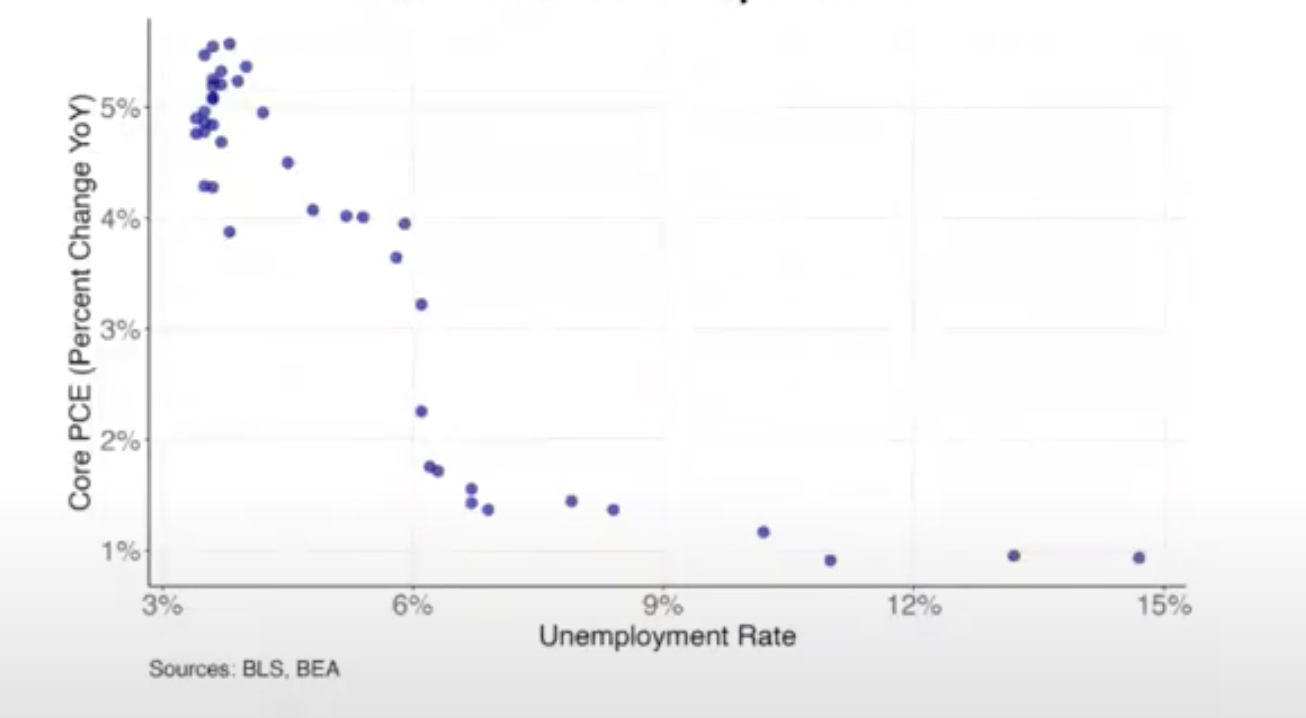 Core PCE (Percent Change YoY)
5%
4%
3%
2%
1%
3% 6% 9% 12% 15%
Unemployment Rate
Sources: BLS, BEA